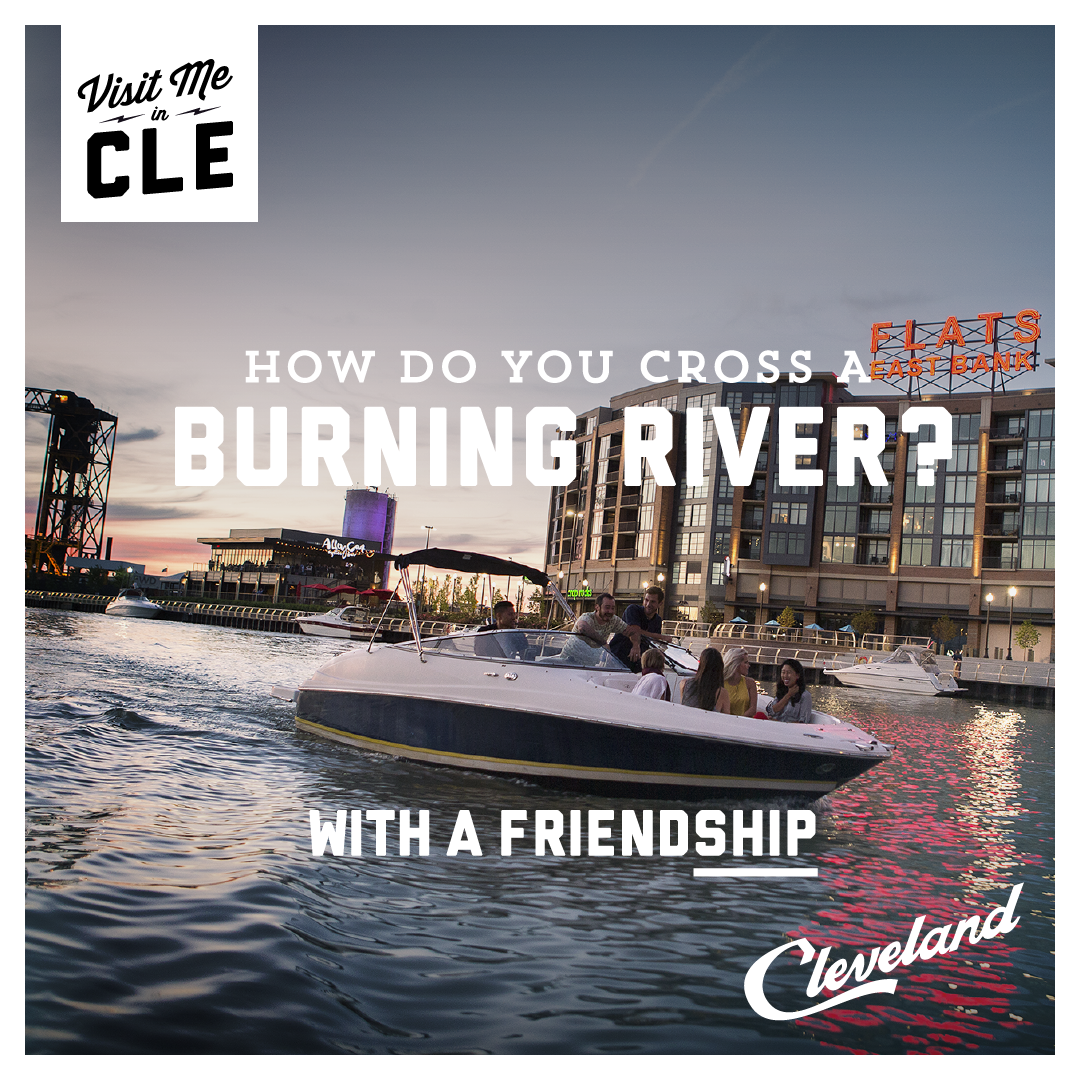 Visit Me
in
CLE
FLATS
EAST BANK
HOW DO YOU CROSS A
BURNING RIVER?
WITH A FRIENDSHIP
Cleveland